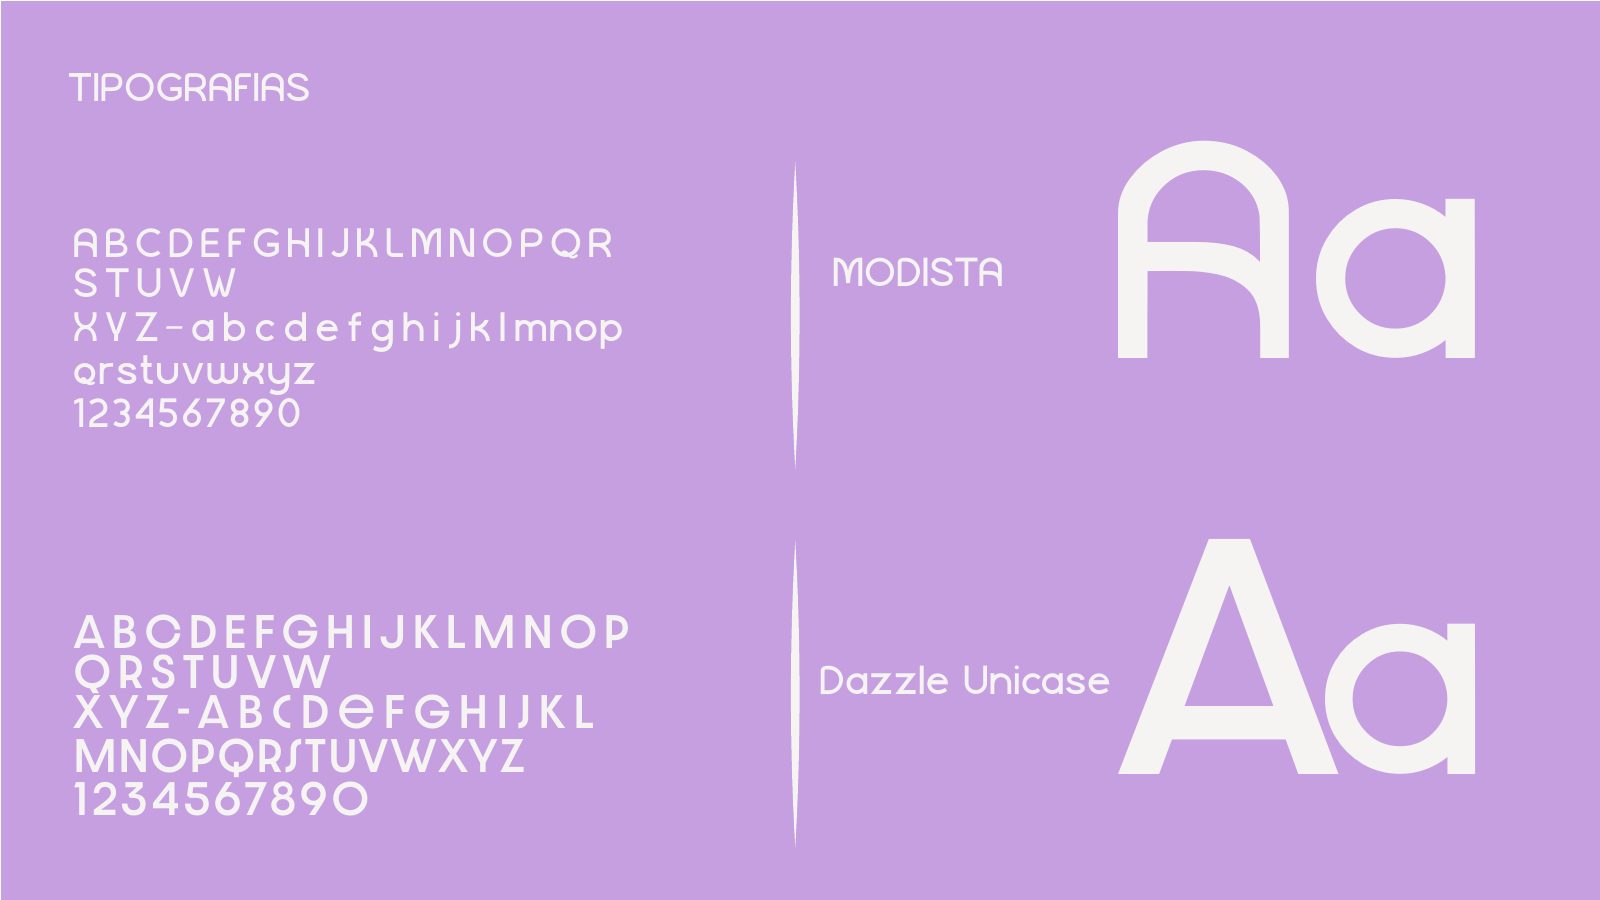 TIPOGRAFIAS
ABCDEFGHIJKLMNOPQR
STUVW
XYZ-abcdefghijklmnop
qrstuvwxyz
1234567890
MODISTA
Aa
ABCDEFGHIJKLMNOP
QRSTUVW
XYZ-ABCDeFGHIJKL
MNOPQRSTUVWXYZ
1234567890
Dazzle Unicase
Aa